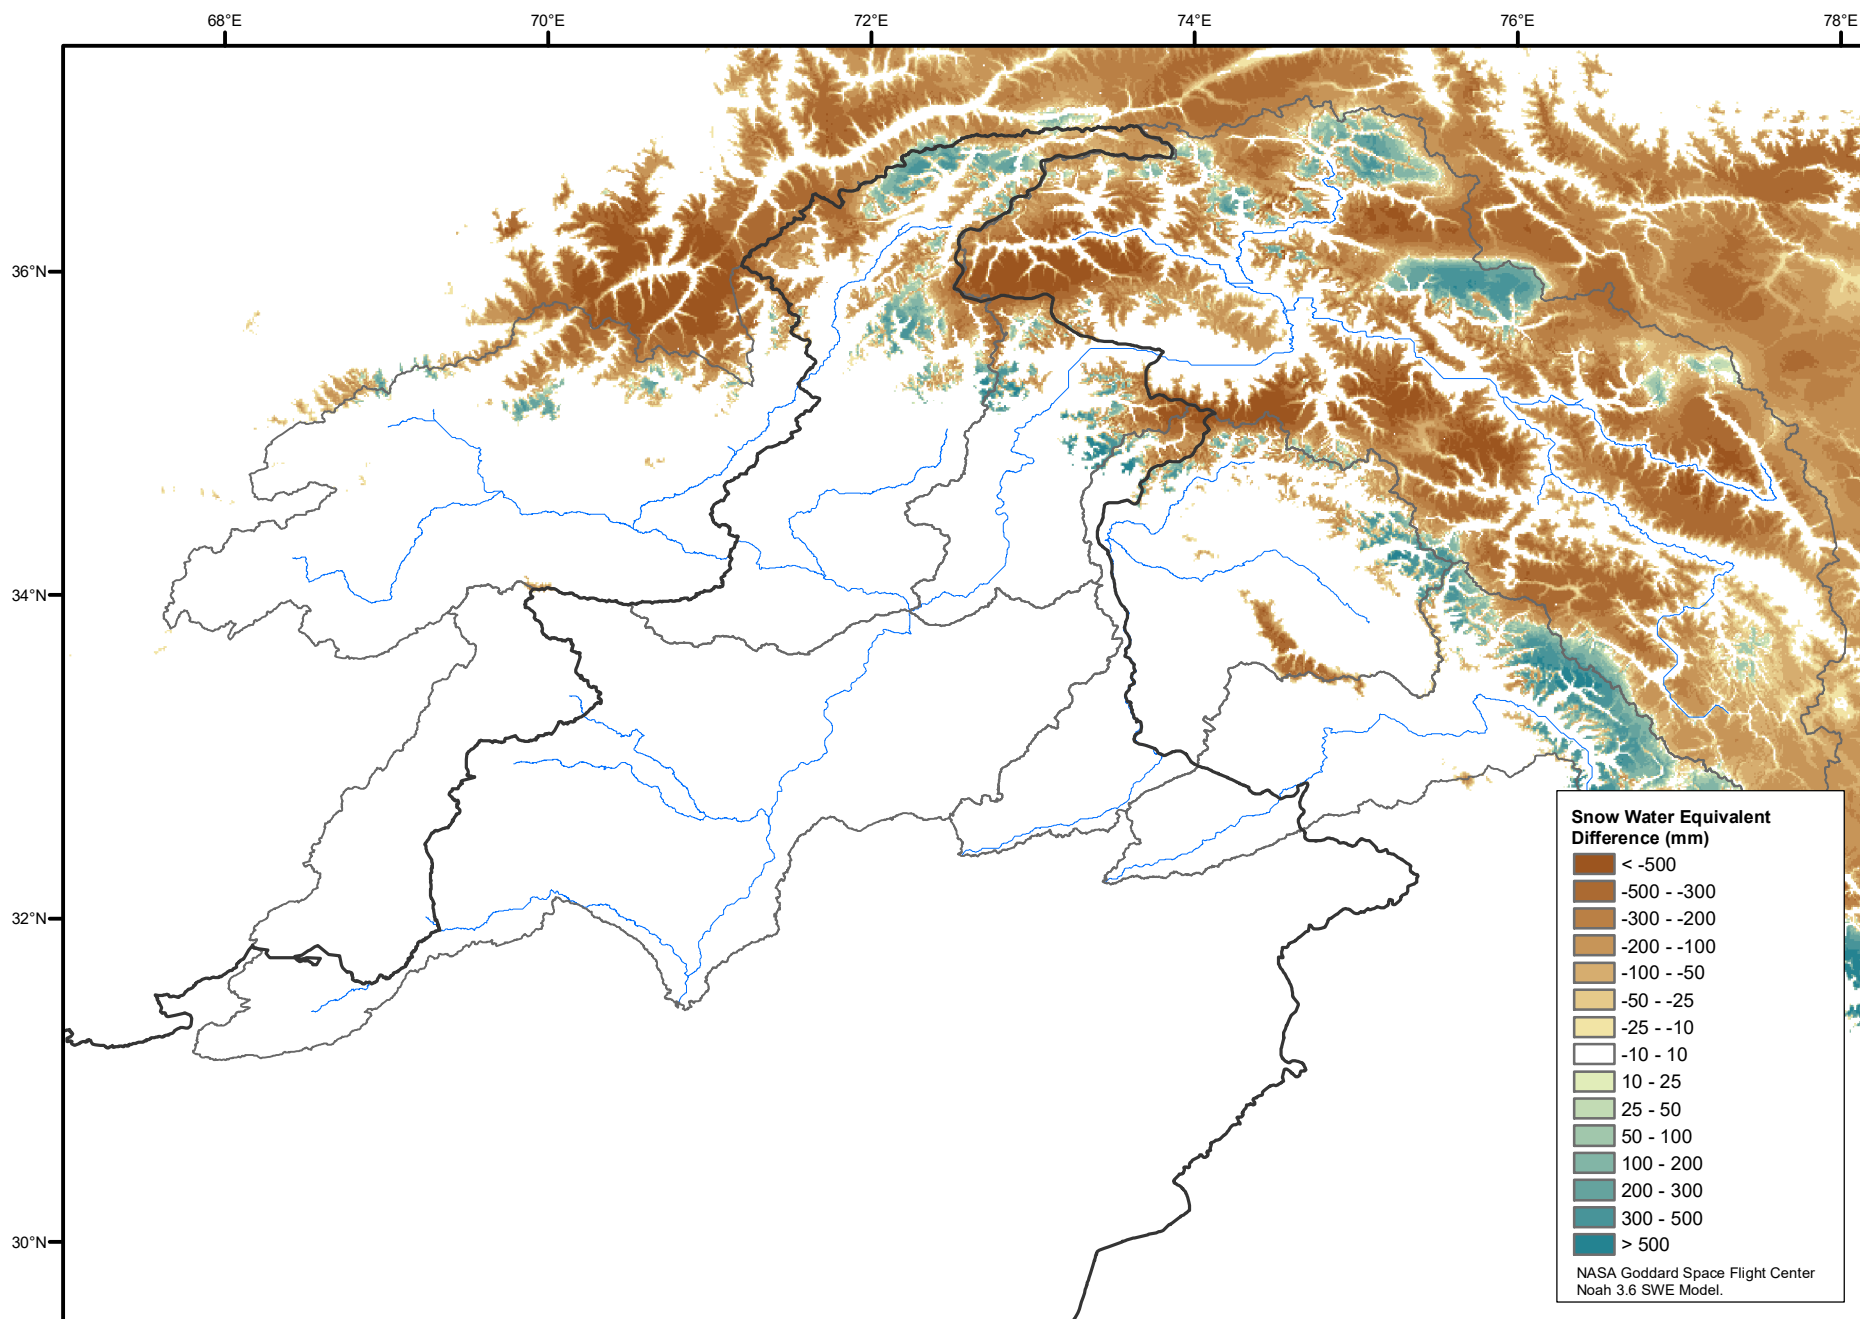 68°E 70°E 72°E 74°E 76°E 78°E
36°N
34°N
32°N
30°N
Snow Water Equivalent
Difference (mm)
< -500
-500 - -300
-300 - -200
-200 - -100
-100 - -50
-50 - -25
-25 - -10
-10 - 10
10 - 25
25 - 50
50 - 100
100 - 200
200 - 300
300 - 500
> 500
NASA Goddard Space Flight Center
Noah 3.6 SWE Model.